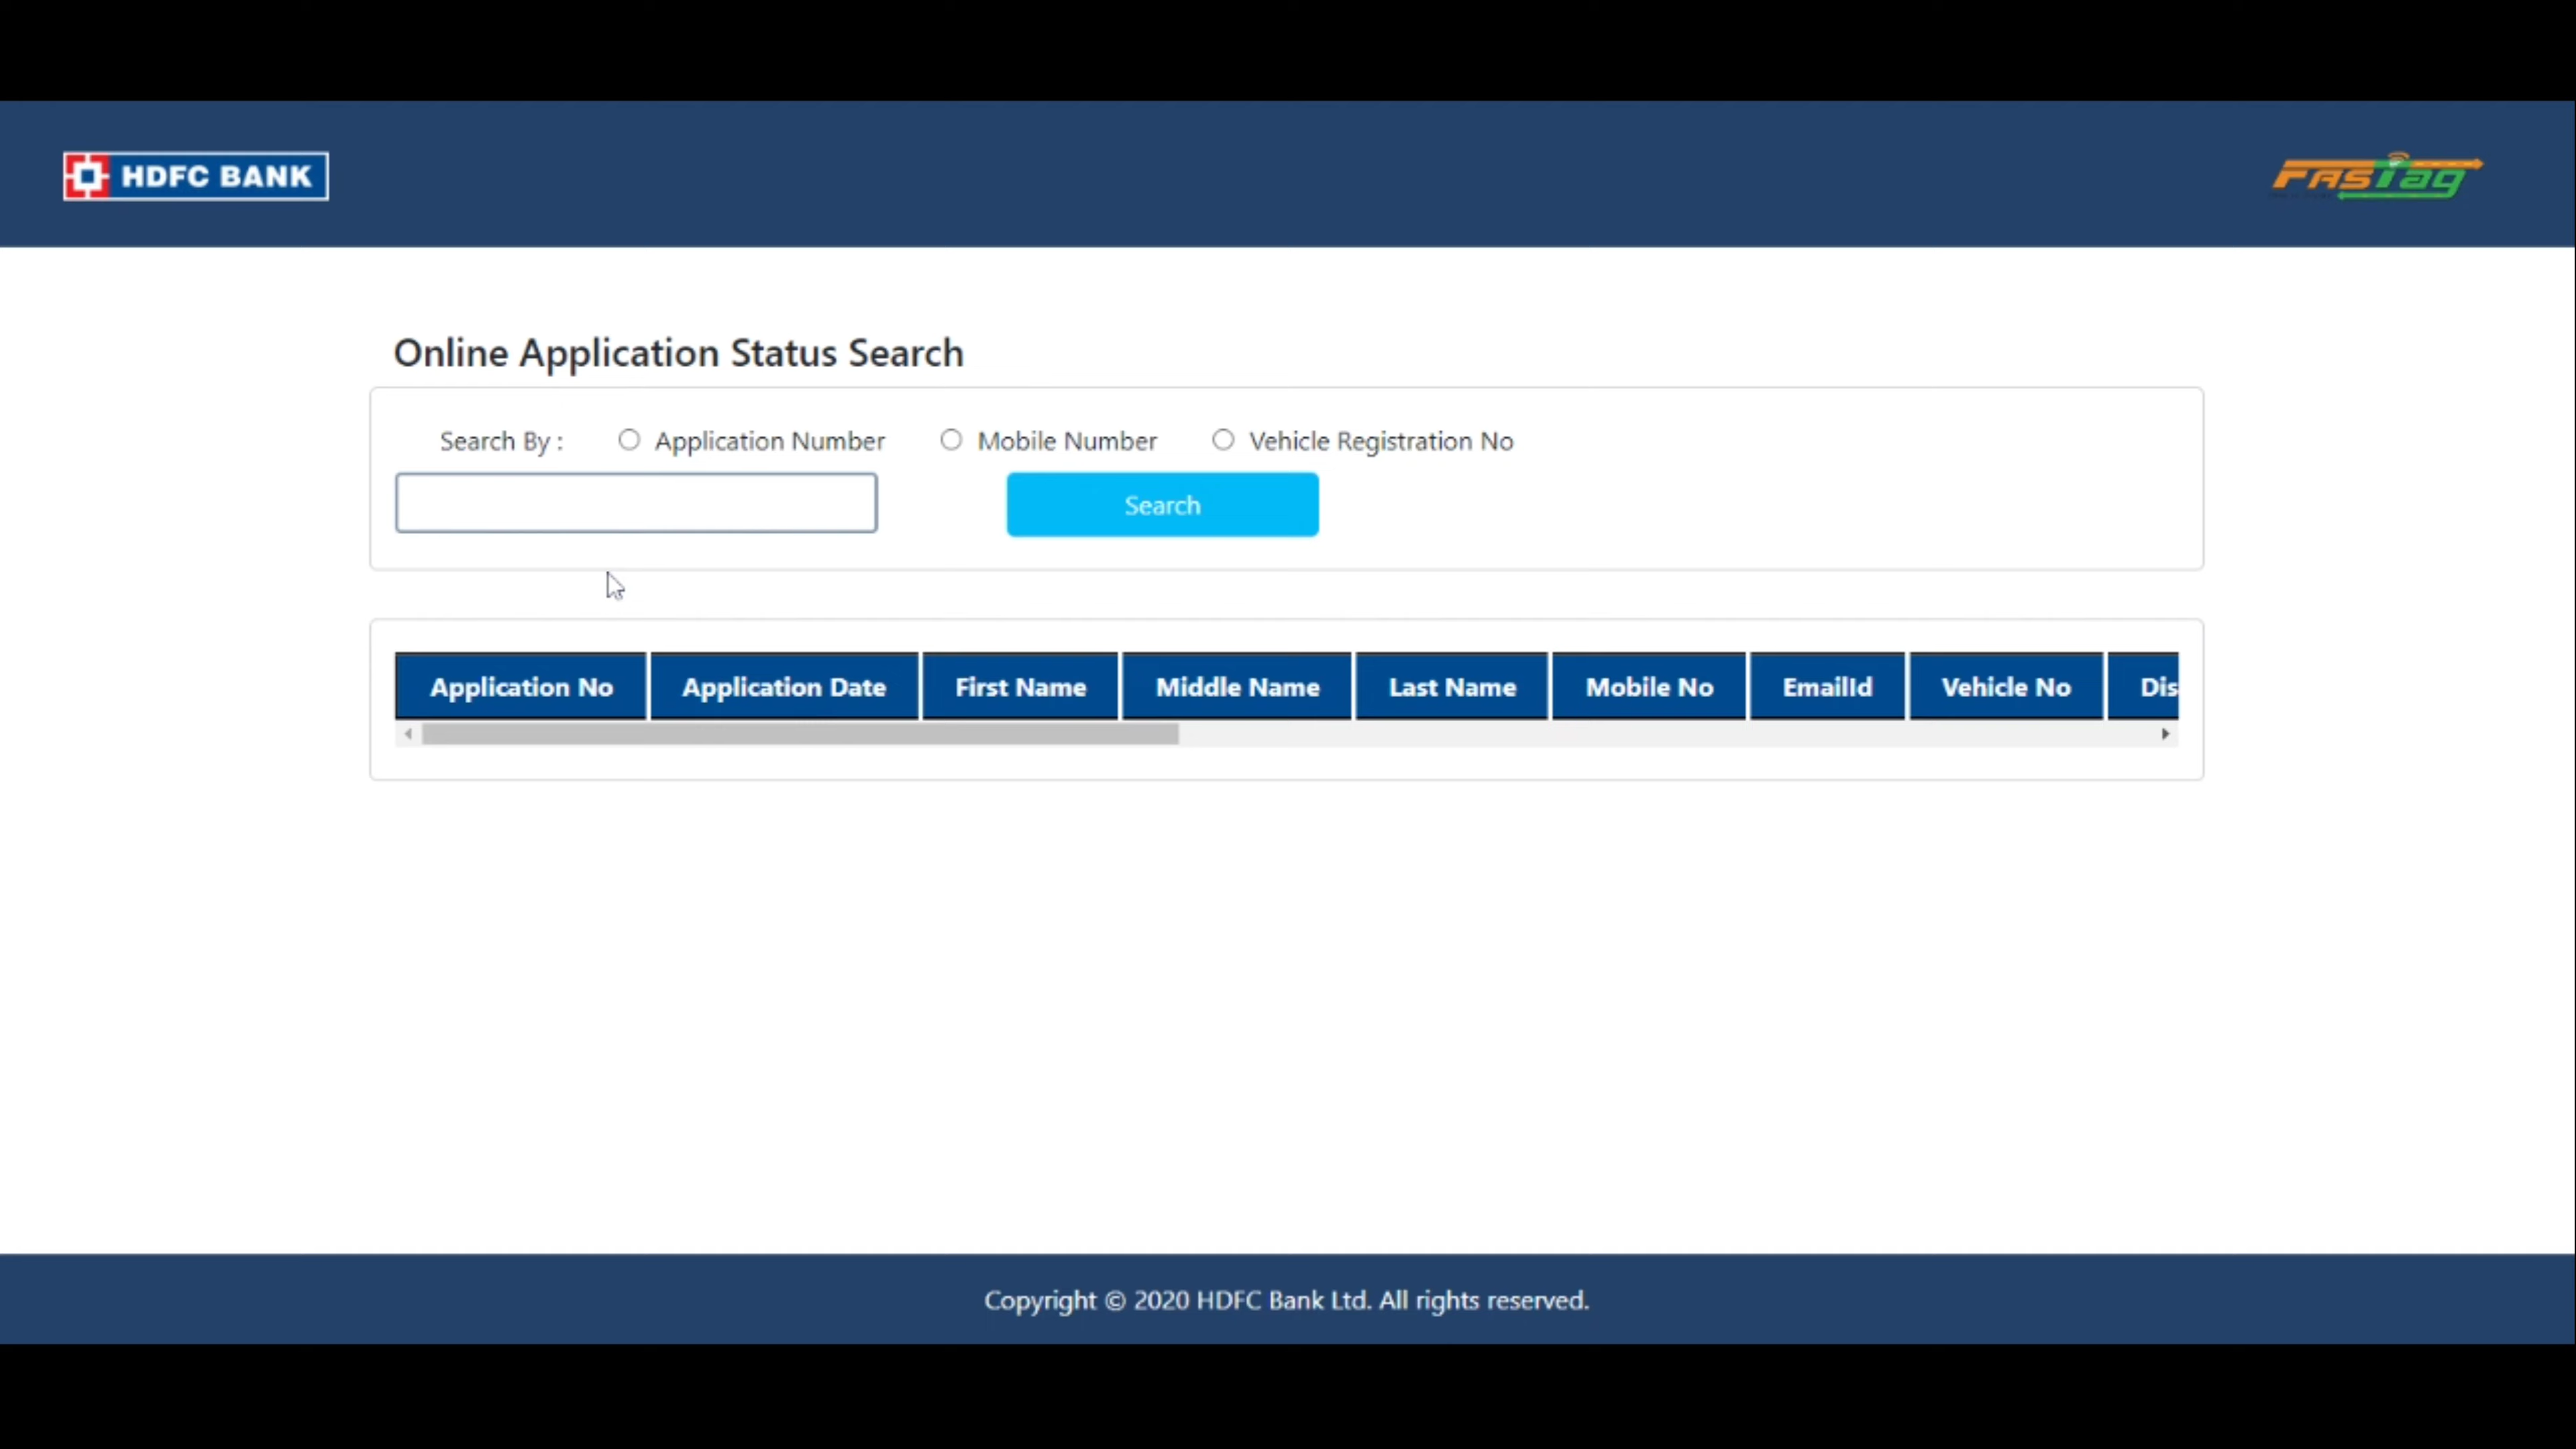 HDFC BANK
FASTag
Online Application Status Search
Search By : Application Number Mobile Number Vehicle Registration No
Search
Application No Application Date First Name Middle Name Last Name Mobile No EmailId Vehicle No Dis
Copyright © 2020 HDFC Bank Ltd. All rights reserved.